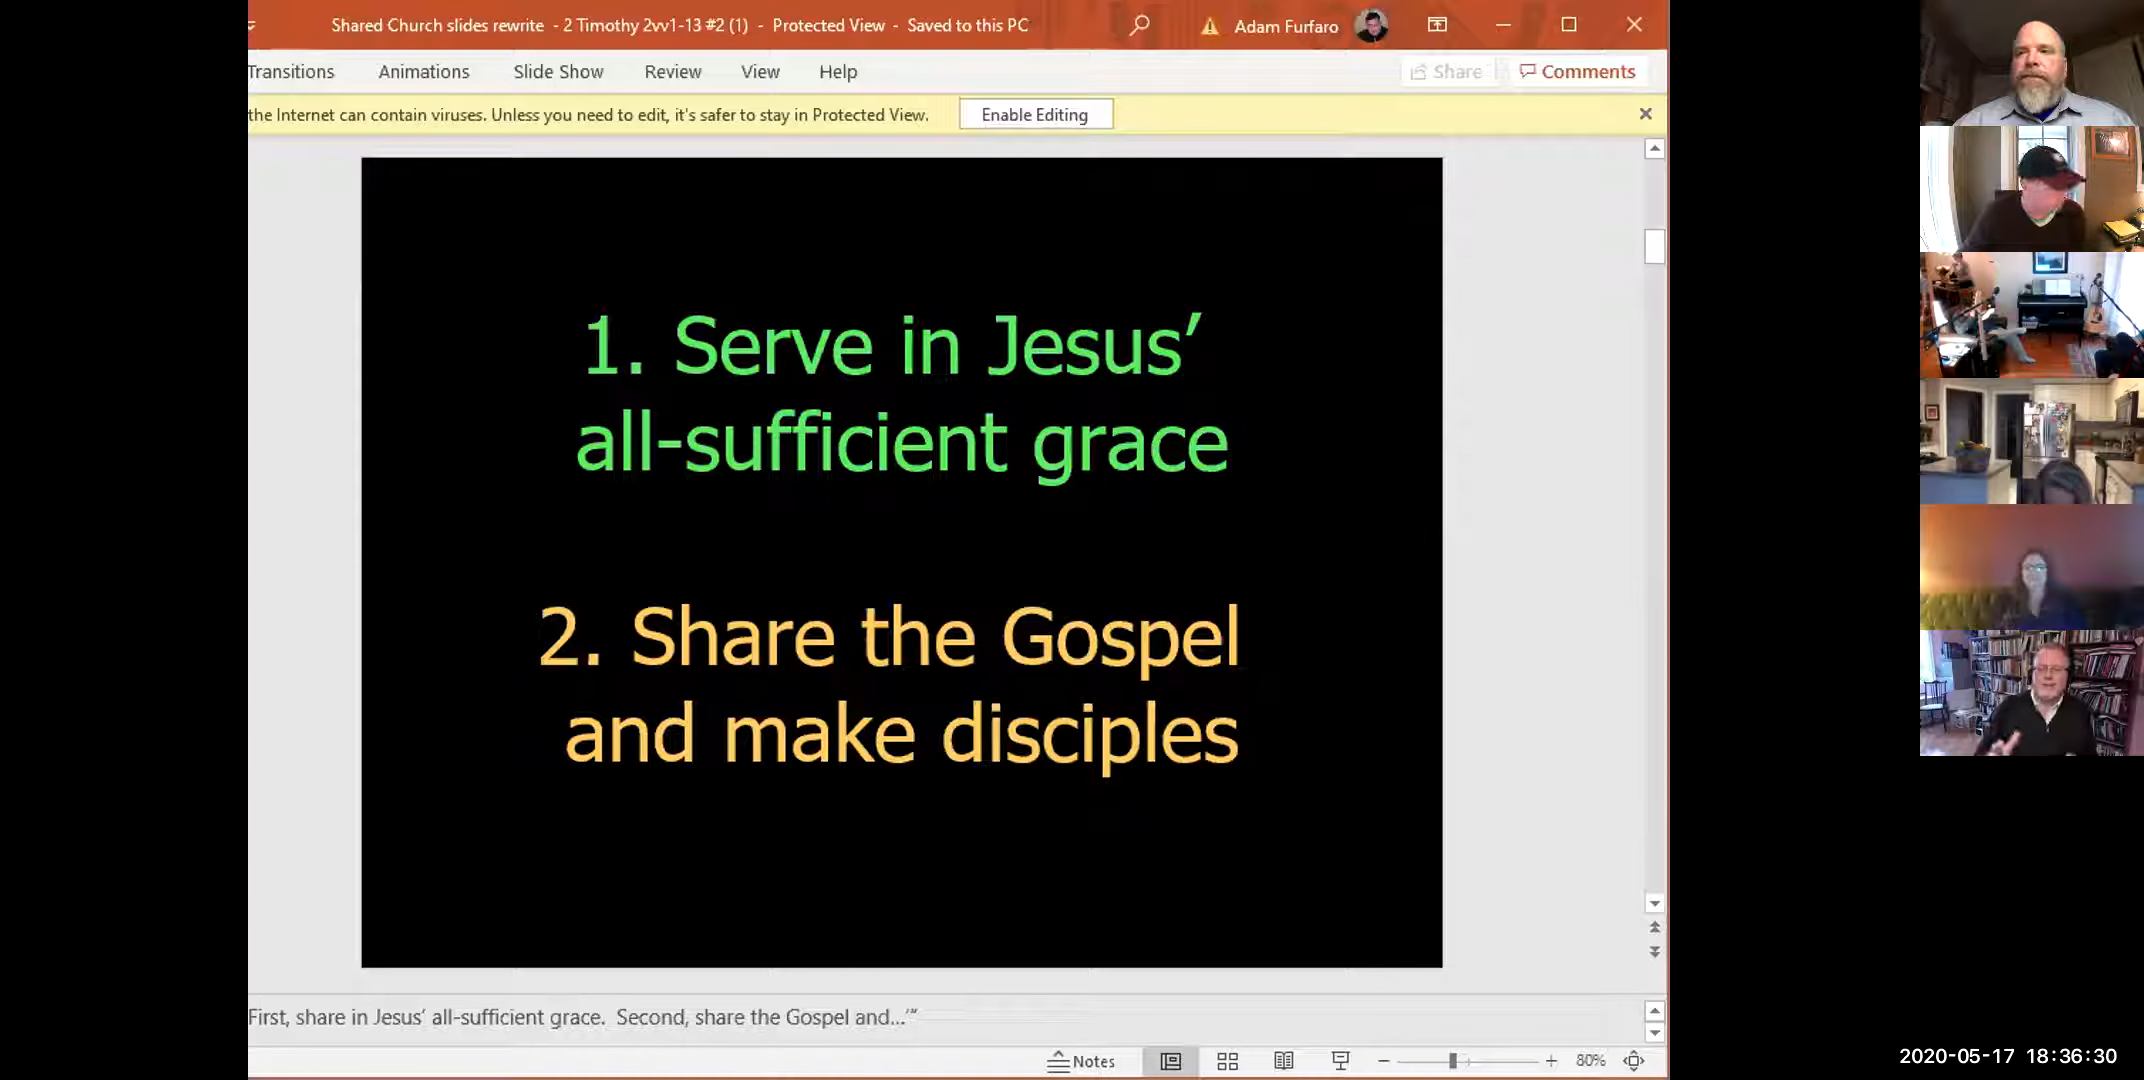 Shared Church slides rewrite - 2 Timothy 2vv1-13 #2 (1) - Protected View - Saved to this PC
Adam Furfaro
Transitions Animations Slide Show Review View Help Share Comments
the Internet can contain viruses. Unless you need to edit, it's safer to stay in Protected View. Enable Editing
1. Serve in Jesus’
all-sufficient grace
2. Share the Gospel
and make disciples
First, share in Jesus’ all-sufficient grace. Second, share the Gospel and...’”
Notes 80%
2020-05-17 18:36:30